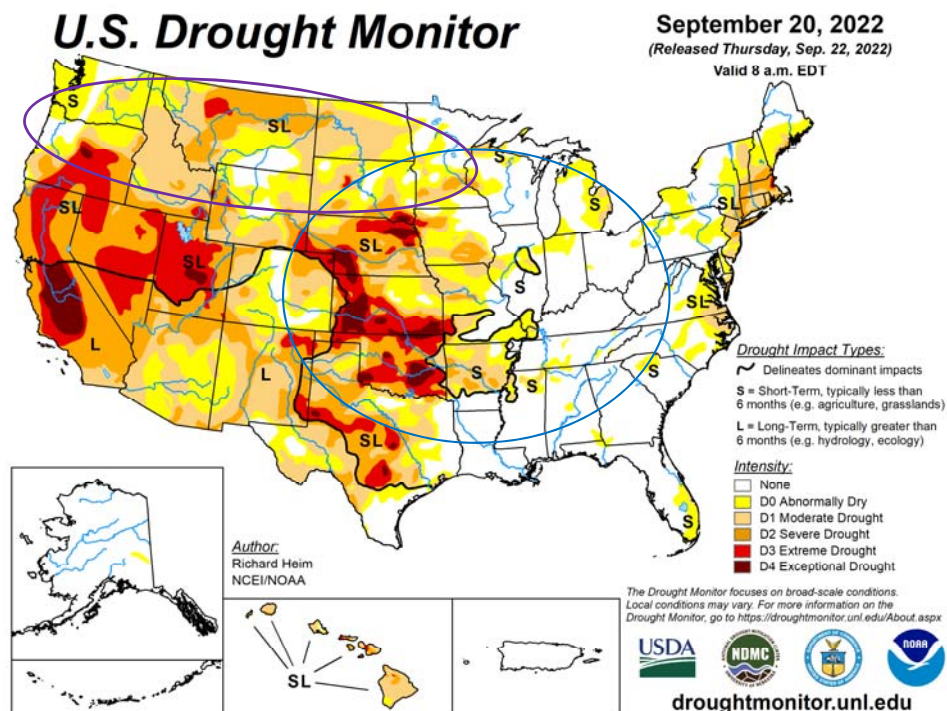 U.S. Drought Monitor
September 20, 2022
(Released Thursday, Sep. 22, 2022)
Valid 8 a.m. EDT
S
SL
S
SL
S
SL
SL
SL
S
SL
L
L
S
S
S
SL
S
Drought Impact Types:
Delineates dominant impacts
S = Short-Term, typically less than
6 months (e.g. agriculture, grasslands)
L = Long-Term, typically greater than
6 months (e.g. hydrology, ecology)
Intensity:
None
D0 Abnormally Dry
D1 Moderate Drought
D2 Severe Drought
D3 Extreme Drought
D4 Exceptional Drought
Author:
Richard Heim
NCEI/NOAA
SL
The Drought Monitor focuses on broad-scale conditions.
Local conditions may vary. For more information on the
Drought Monitor, go to https://droughtmonitor.unl.edu/About.aspx
USDA
NDMC
NOAA
droughtmonitor.unl.edu